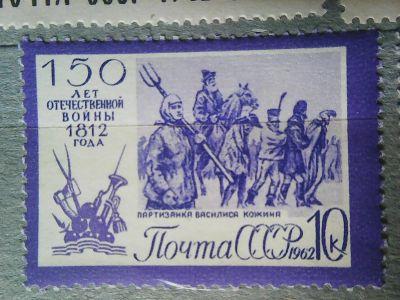 150
ЛЕТ
ОТЕЧЕСТВЕННОЙ
ВОЙНЫ
1812
ГОДА
ПАРТИЗАНКА ВАСИЛИСА КОЖИНА
Почта СССР 1962 10 К